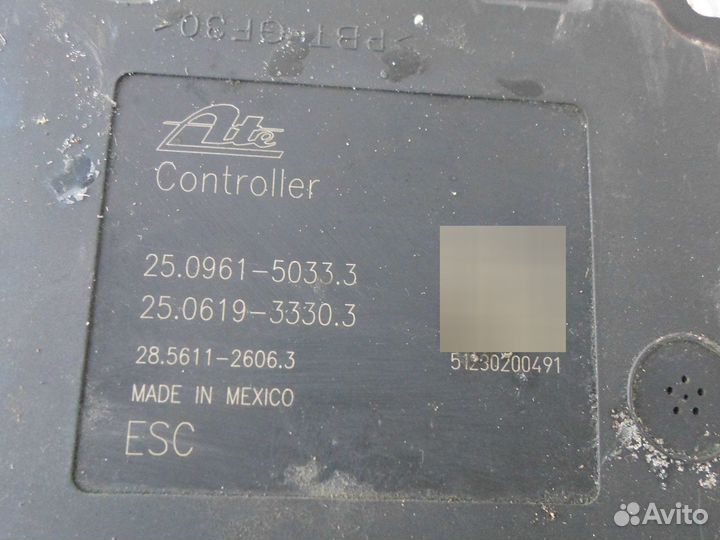 >PBT-GF30<
Ate
Controller
25.0961-5033.3
25.0619-3330.3
28.5611-2606.3
51230200491
MADE IN MEXICO
ESC
Avito